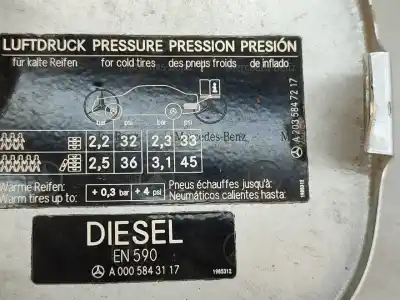 LUFTDRUCK PRESSURE PRESSION PRESIÓN
für kalte Reifen for cold tires des pneus froids de inflado
bar psi bar psi
2,2 32 2,3 33
2,5 36 3,1 45
Warme Reifen: + 0,3 bar + 4 psi Pneus échauffes jusqu'à:
Warm tires up to: Neumáticos calientes hasta:
A 203 584 72 17
Mercedes-Benz
DIESEL
EN 590
A 000 584 31 17